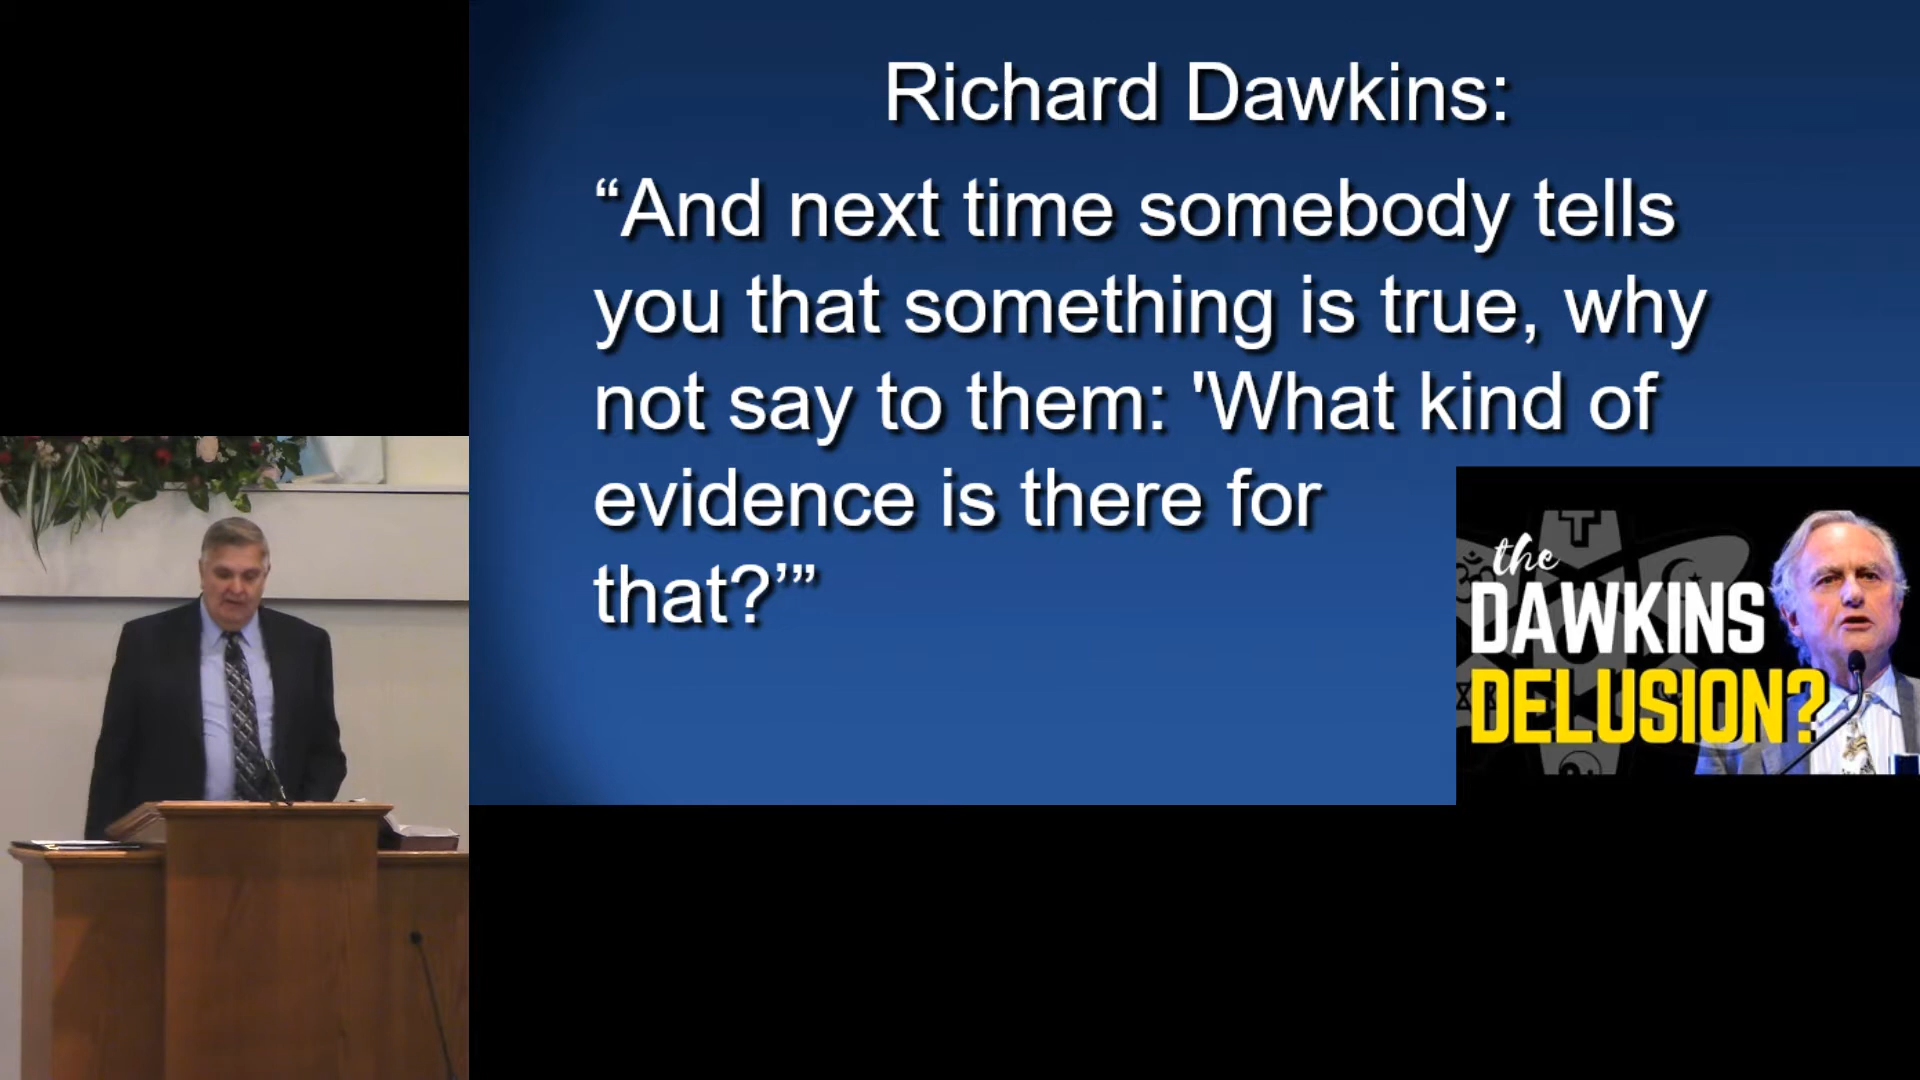 Richard Dawkins:
“And next time somebody tells
you that something is true, why
not say to them: 'What kind of
evidence is there for
that?’”
the
DAWKINS
DELUSION?